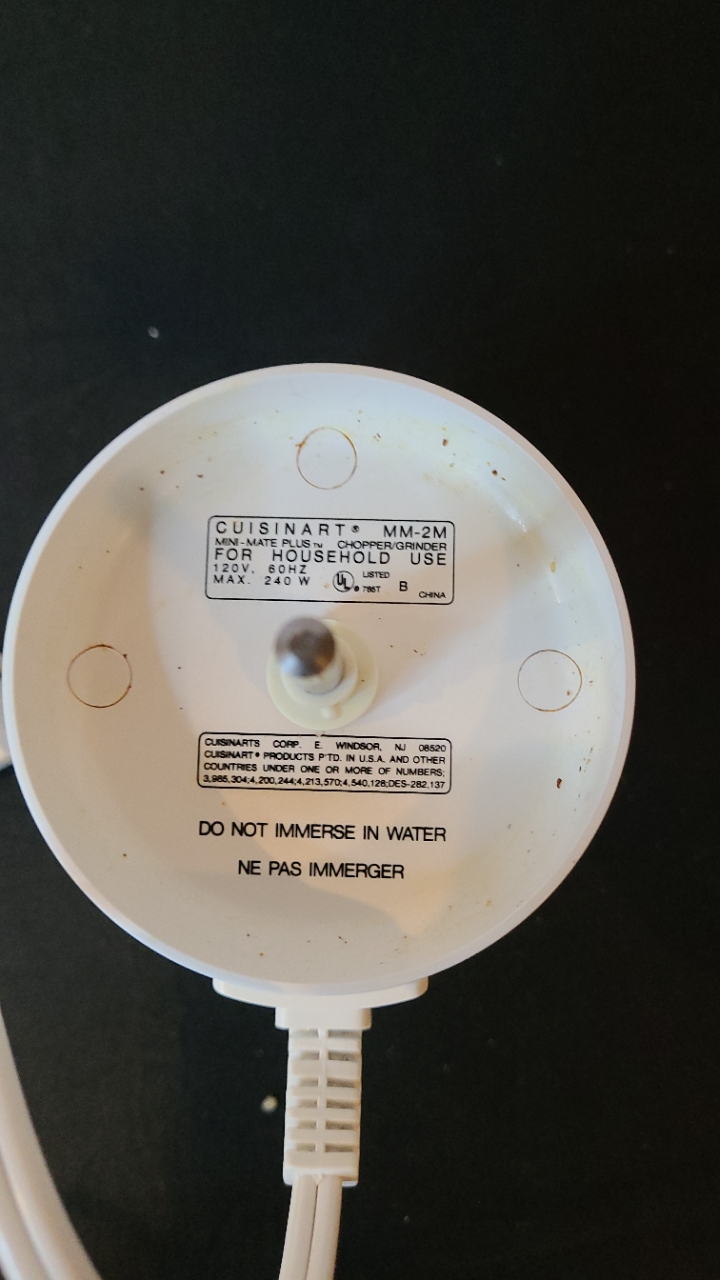 CUISINART® MM-2M
MINI-MATE PLUS™ CHOPPER/GRINDER
FOR HOUSEHOLD USE
120V. 60HZ
MAX. 240 W UL ® LISTED 785T B CHINA
CUISINARTS CORP. E. WINDSOR, NJ 08520
CUISINART® PRODUCTS P'TD. IN U.S.A. AND OTHER
COUNTRIES UNDER ONE OR MORE OF NUMBERS;
3,985,304;4,200,244;4,213,570;4,540,128;DES-282,137
DO NOT IMMERSE IN WATER
NE PAS IMMERGER